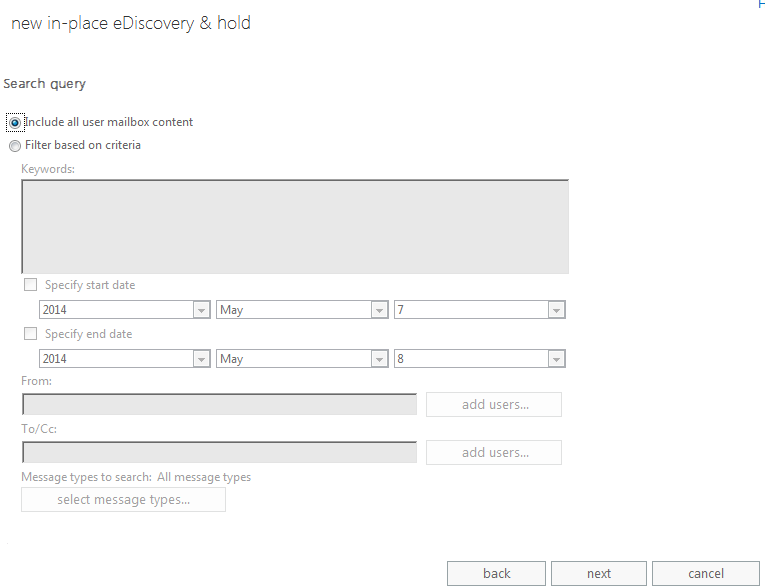 new in-place eDiscovery & hold
Search query
Include all user mailbox content
Filter based on criteria
Keywords:
Specify start date
2014 May 7
Specify end date
2014 May 8
From:
add users...
To/Cc:
add users...
Message types to search: All message types
select message types...
back next cancel